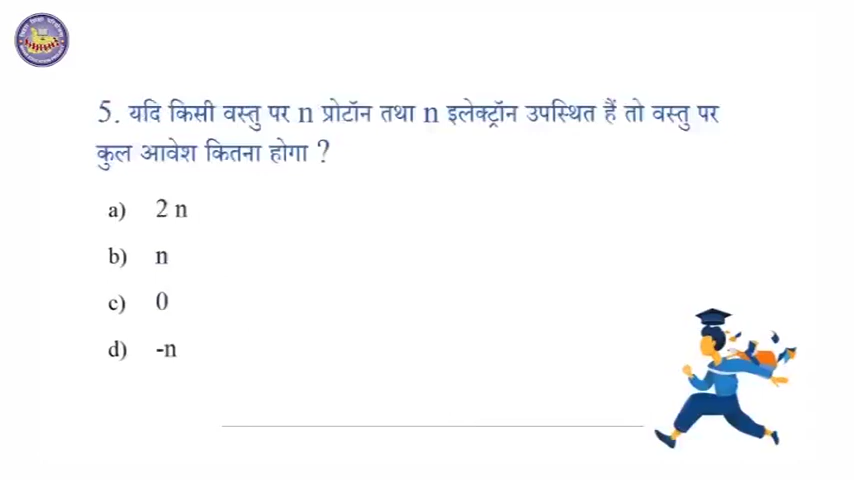 5. यदि किसी वस्तु पर n प्रोटॉन तथा n इलेक्ट्रॉन उपस्थित हैं तो वस्तु पर
कुल आवेश कितना होगा ?
a) 2 n
b) n
c) 0
d) -n